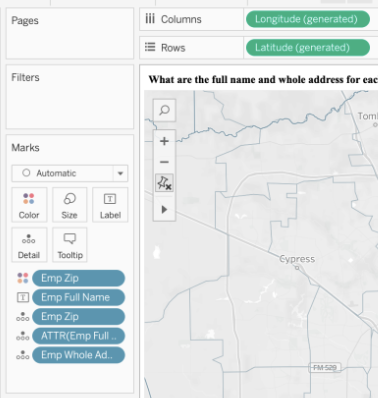 Pages
Columns
Longitude (generated)
Rows
Latitude (generated)
Filters
Marks
Automatic
Color
Size
Label
Detail
Tooltip
Emp Zip
Emp Full Name
Emp Zip
ATTR(Emp Full ..
Emp Whole Ad..
What are the full name and whole address for eac
Toml
Cypress
FM-529